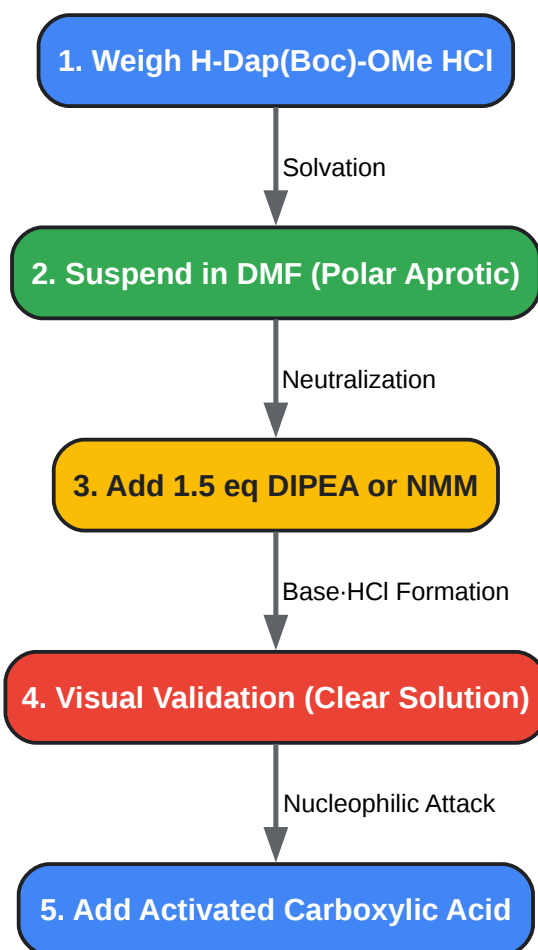 1. Weigh H-Dap(Boc)-OMe HCl
Solvation
2. Suspend in DMF (Polar Aprotic)
Neutralization
3. Add 1.5 eq DIPEA or NMM
Base·HCl Formation
4. Visual Validation (Clear Solution)
Nucleophilic Attack
5. Add Activated Carboxylic Acid